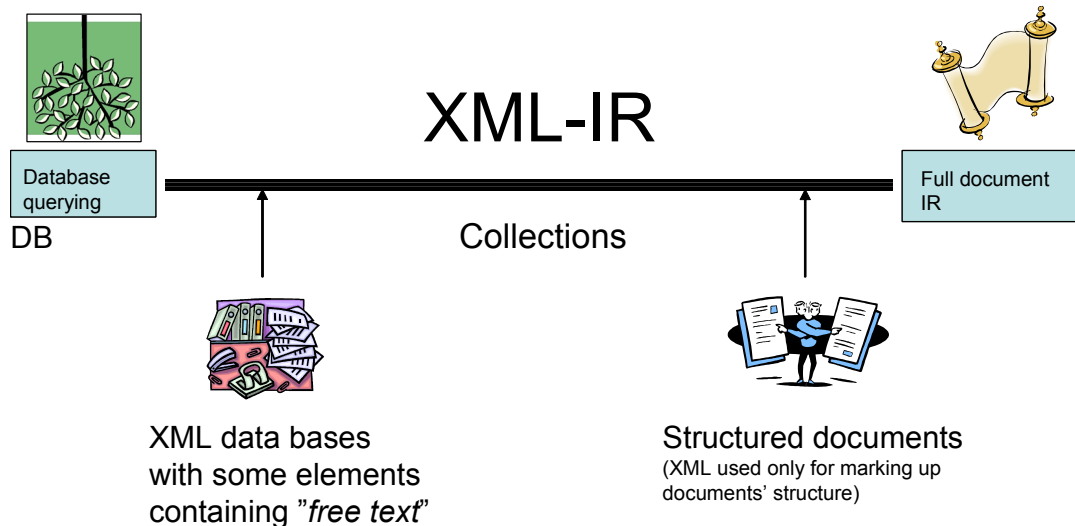 XML-IR
Database
querying
Full document
IR
DB
Collections
XML data bases
with some elements
containing ”free text”
Structured documents
(XML used only for marking up
documents’ structure)